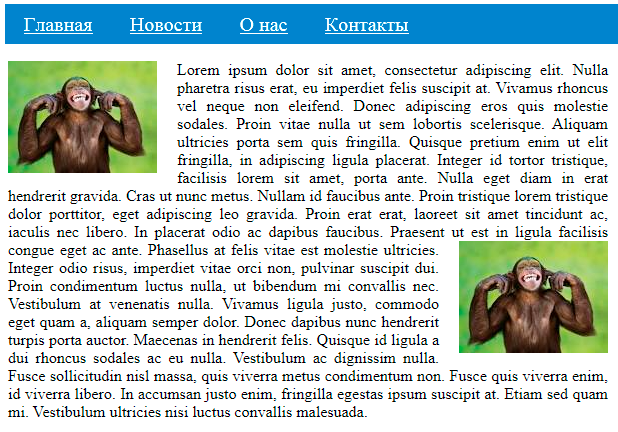 Главная Новости О нас Контакты
Lorem ipsum dolor sit amet, consectetur adipiscing elit. Nulla
pharetra risus erat, eu imperdiet felis suscipit at. Vivamus rhoncus
vel neque non eleifend. Donec adipiscing eros quis molestie
sodales. Proin vitae nulla ut sem lobortis scelerisque. Aliquam
ultricies porta sem quis fringilla. Quisque pretium enim ut elit
fringilla, in adipiscing ligula placerat. Integer id tortor tristique,
facilisis lorem sit amet, porta ante. Nulla eget diam in erat
hendrerit gravida. Cras ut nunc metus. Nullam id faucibus ante. Proin tristique lorem tristique
dolor porttitor, eget adipiscing leo gravida. Proin erat erat, laoreet sit amet tincidunt ac,
iaculis nec libero. In placerat odio ac dapibus faucibus. Praesent ut est in ligula facilisis
congue eget ac ante. Phasellus at felis vitae est molestie ultricies.
Integer odio risus, imperdiet vitae orci non, pulvinar suscipit dui.
Proin condimentum luctus nulla, ut bibendum mi convallis nec.
Vestibulum at venenatis nulla. Vivamus ligula justo, commodo
eget quam a, aliquam semper dolor. Donec dapibus nunc hendrerit
turpis porta auctor. Maecenas in hendrerit felis. Quisque id ligula a
dui rhoncus sodales ac eu nulla. Vestibulum ac dignissim nulla.
Fusce sollicitudin nisl massa, quis viverra metus condimentum non. Fusce quis viverra enim,
id viverra libero. In accumsan justo enim, fringilla egestas ipsum suscipit at. Etiam sed quam
mi. Vestibulum ultricies nisi luctus convallis malesuada.